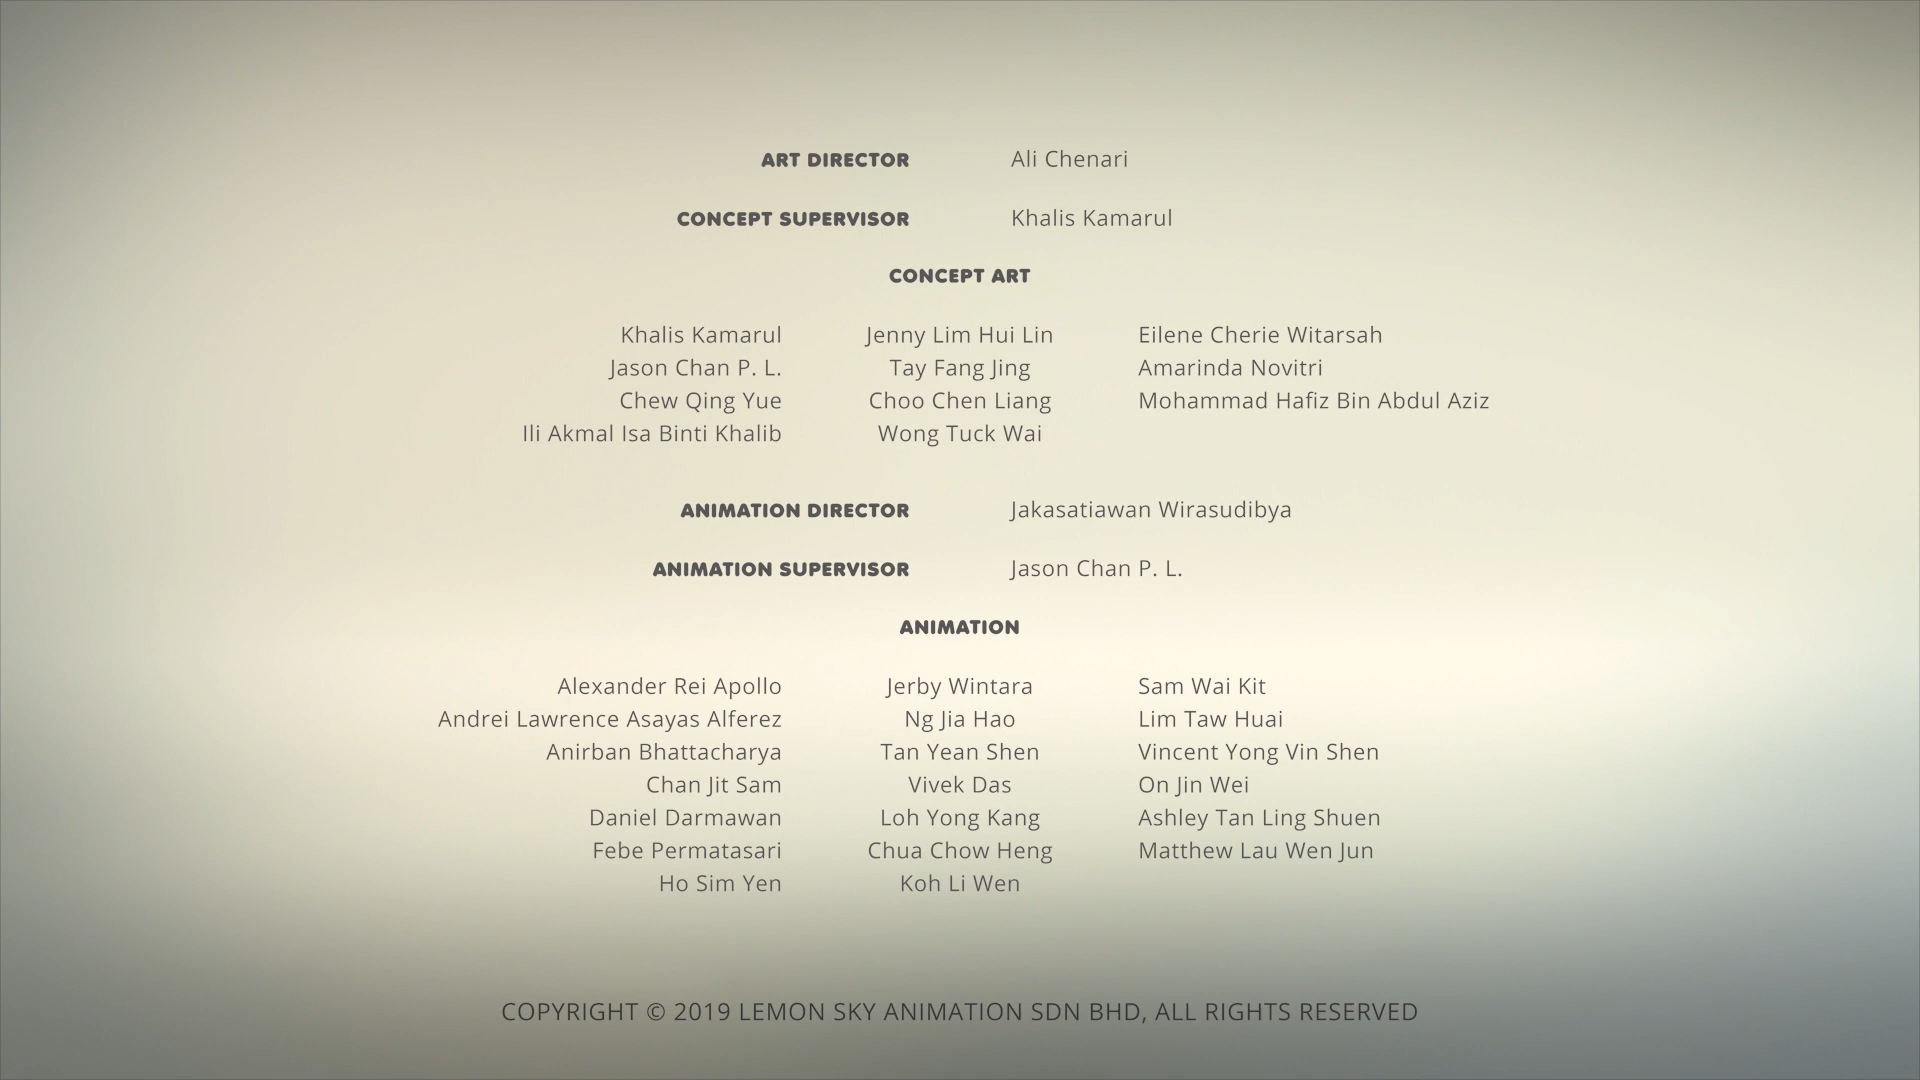 ART DIRECTOR Ali Chenari
CONCEPT SUPERVISOR Khalis Kamarul
CONCEPT ART
Khalis Kamarul Jenny Lim Hui Lin Eilene Cherie Witarsah
Jason Chan P. L. Tay Fang Jing Amarinda Novitri
Chew Qing Yue Choo Chen Liang Mohammad Hafiz Bin Abdul Aziz
Ili Akmal Isa Binti Khalib Wong Tuck Wai
ANIMATION DIRECTOR Jakasatiawan Wirasudibya
ANIMATION SUPERVISOR Jason Chan P. L.
ANIMATION
Alexander Rei Apollo Jerby Wintara Sam Wai Kit
Andrei Lawrence Asayas Alferez Ng Jia Hao Lim Taw Huai
Anirban Bhattacharya Tan Yean Shen Vincent Yong Vin Shen
Chan Jit Sam Vivek Das On Jin Wei
Daniel Darmawan Loh Yong Kang Ashley Tan Ling Shuen
Febe Permatasari Chua Chow Heng Matthew Lau Wen Jun
Ho Sim Yen Koh Li Wen
COPYRIGHT © 2019 LEMON SKY ANIMATION SDN BHD, ALL RIGHTS RESERVED